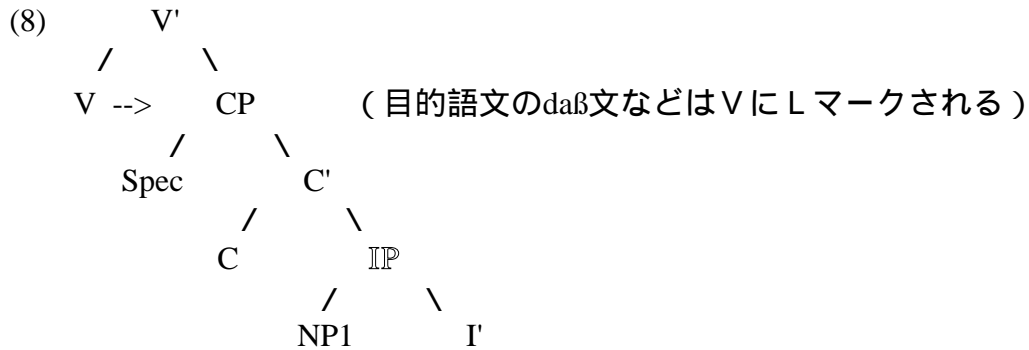 (8) V'
/ \
V --> CP (目的語文のdaß文などはVにLマークされる)
/ \
Spec C'
/ \
C 𝕀ℙ
/ \
NP1 I'